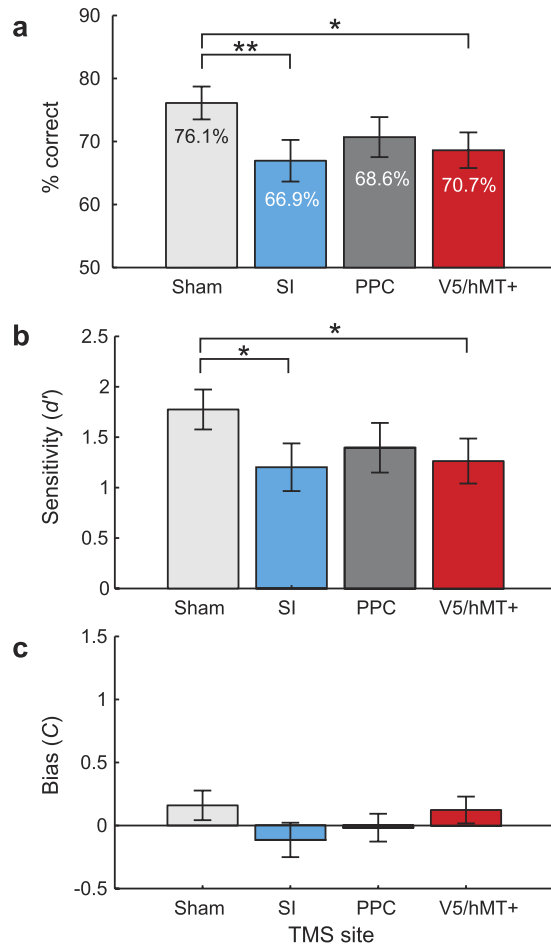 a
90
80
70
60
50
% correct
**
*
76.1%
66.9%
68.6%
70.7%
Sham SI PPC V5/hMT+
b
2.5
2
1.5
1
0.5
0
Sensitivity (d')
*
*
Sham SI PPC V5/hMT+
c
1.5
1
0.5
0
-0.5
Bias (C)
Sham SI PPC V5/hMT+
TMS site